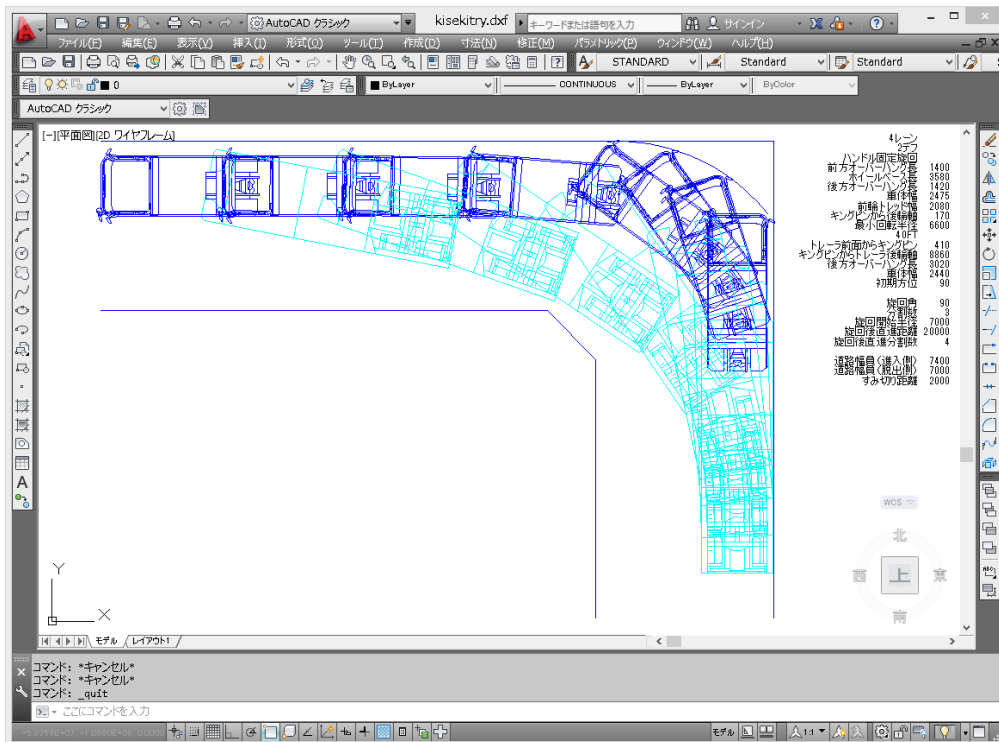 AutoCAD クラシック
kisekitry.dxf
キーワードまたは語句を入力
サインイン
ファイル(F) 編集(E) 表示(V) 挿入(I) 形式(O) ツール(T) 作成(D) 寸法(N) 修正(M) パラメトリック(P) ウィンドウ(W) ヘルプ(H)
STANDARD Standard Standard
0 ByLayer CONTINUOUS ByLayer ByColor
AutoCAD クラシック
[-][平面図][2D ワイヤフレーム]
4レーン
2デフ
ハンドル固定旋回
前方オーバーハング長 1400
ホイールベース長 3580
後方オーバーハング長 1420
車体幅 2475
前輪トレッド幅 2080
キングピンから後輪軸 170
最小回転半径 6600
40FT
トレーラ前面からキングピン 410
キングピンからトレーラ後輪軸 8860
後方オーバーハング長 3020
車体幅 2440
初期方位 90
旋回角 90
分割数 3
旋回開始半径 7000
旋回後直進距離 20000
旋回後直進分割数 4
道路幅員(進入側) 7400
道路幅員(脱出側) 7000
すみ切り距離 2000
WCS
北
西 上 東
南
Y
X
モデル レイアウト1
コマンド: *キャンセル*
コマンド: *キャンセル*
コマンド: _quit
ここにコマンドを入力
モデル 1:1